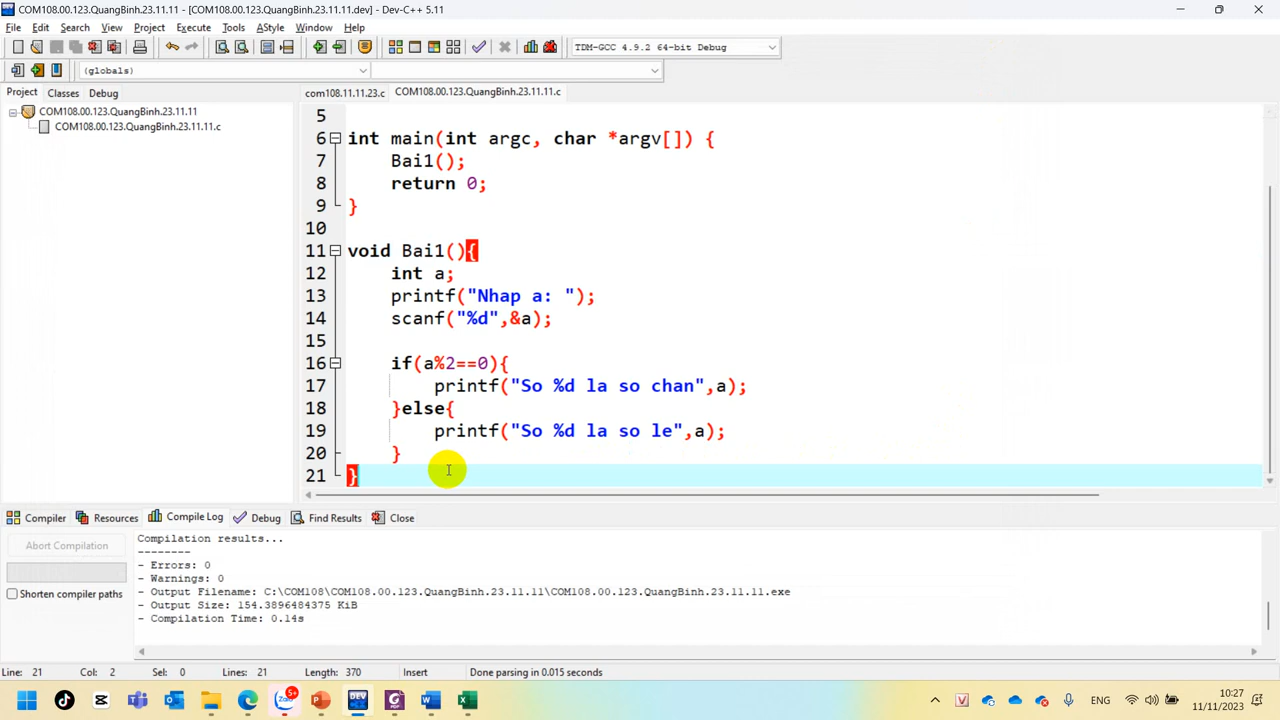 COM108.00.123.QuangBinh.23.11.11 - [COM108.00.123.QuangBinh.23.11.11.dev] - Dev-C++ 5.11
File Edit Search View Project Execute Tools AStyle Window Help
TDM-GCC 4.9.2 64-bit Debug
(globals)
Project Classes Debug
com108.11.11.23.c COM108.00.123.QuangBinh.23.11.11.c
COM108.00.123.QuangBinh.23.11.11
COM108.00.123.QuangBinh.23.11.11.c
5
6 int main(int argc, char *argv[]) {
7 Bai1();
8 return 0;
9 }
10
11 void Bai1(){
12 int a;
13 printf("Nhap a: ");
14 scanf("%d",&a);
15
16 if(a%2==0){
17 printf("So %d la so chan",a);
18 }else{
19 printf("So %d la so le",a);
20 }
21 }
Compiler Resources Compile Log Debug Find Results Close
Abort Compilation
Shorten compiler paths
Compilation results...
--------
- Errors: 0
- Warnings: 0
- Output Filename: C:\COM108\COM108.00.123.QuangBinh.23.11.11\COM108.00.123.QuangBinh.23.11.11.exe
- Output Size: 154.3896484375 KiB
- Compilation Time: 0.14s
Line: 21 Col: 2 Sel: 0 Lines: 21 Length: 370 Insert Done parsing in 0.015 seconds
Zalo 5+ DEV PDF
V ENG 10:27
11/11/2023